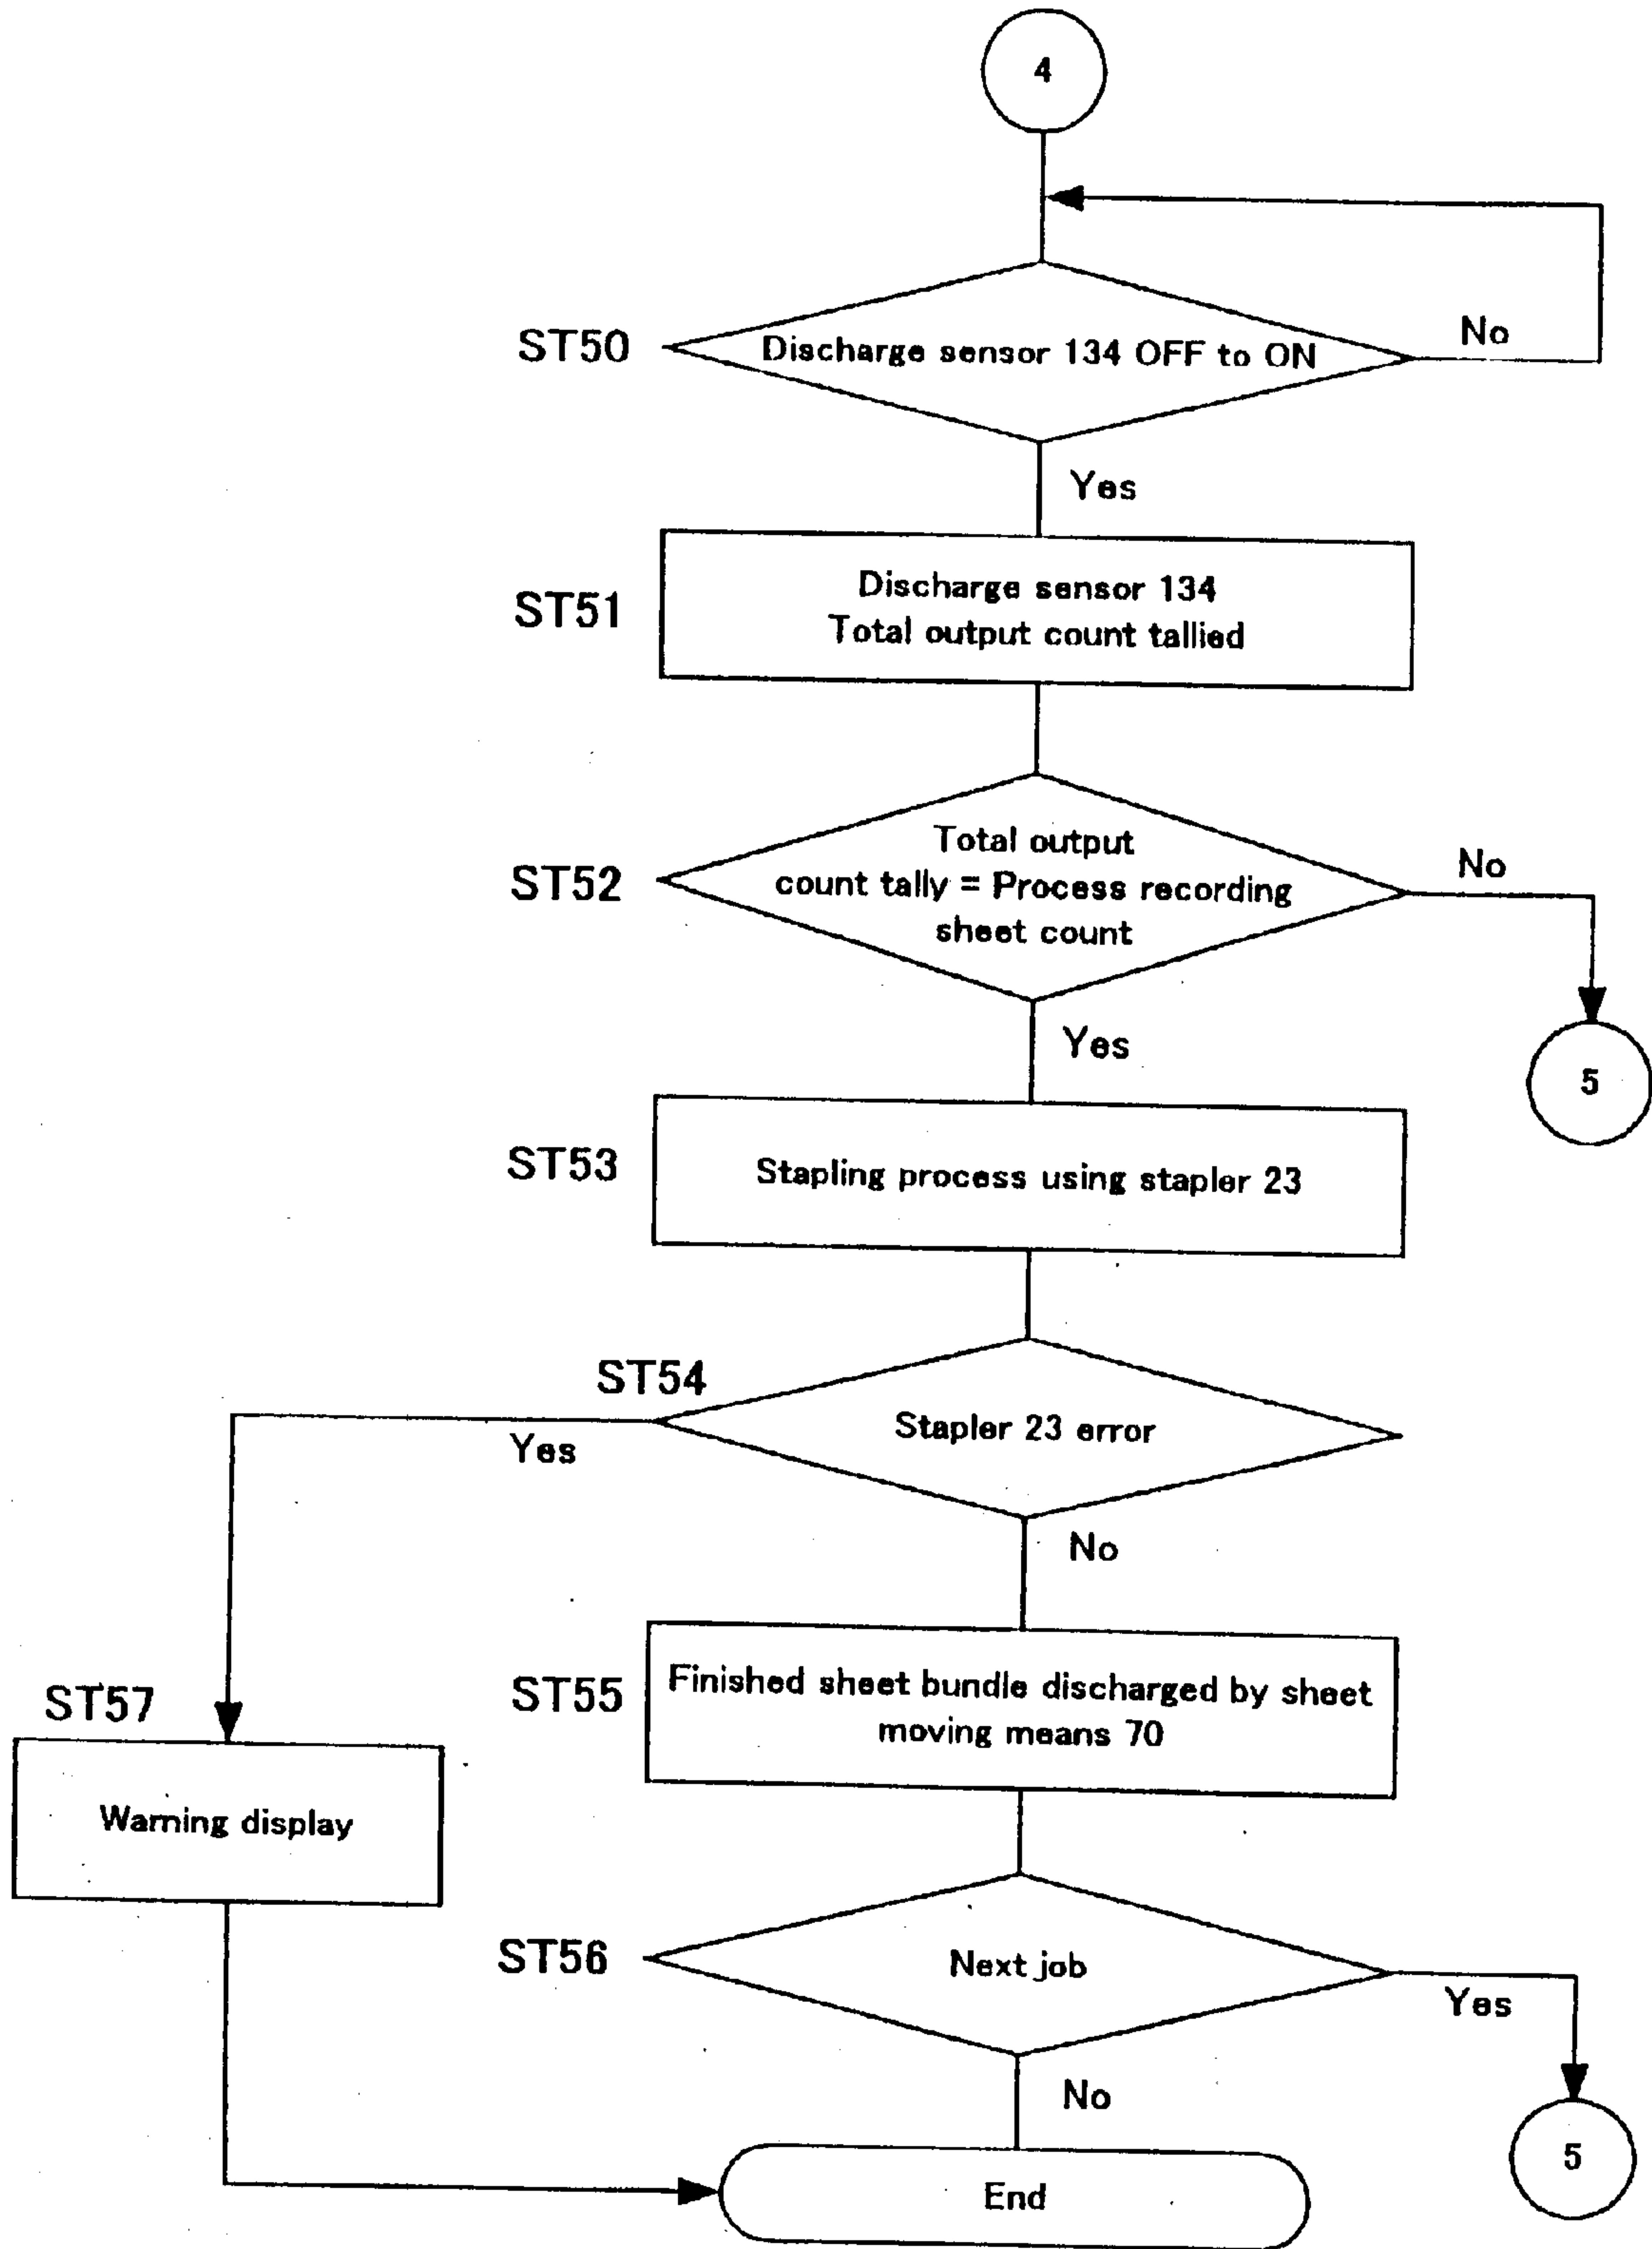 4
ST50
Discharge sensor 134 OFF to ON
No
Yes
ST51
Discharge sensor 134
Total output count tallied
ST52
Total output
count tally = Process recording
sheet count
No
Yes
5
ST53
Stapling process using stapler 23
ST54
Stapler 23 error
Yes
No
ST55
Finished sheet bundle discharged by sheet
moving means 70
ST57
Warning display
ST56
Next job
Yes
No
5
End